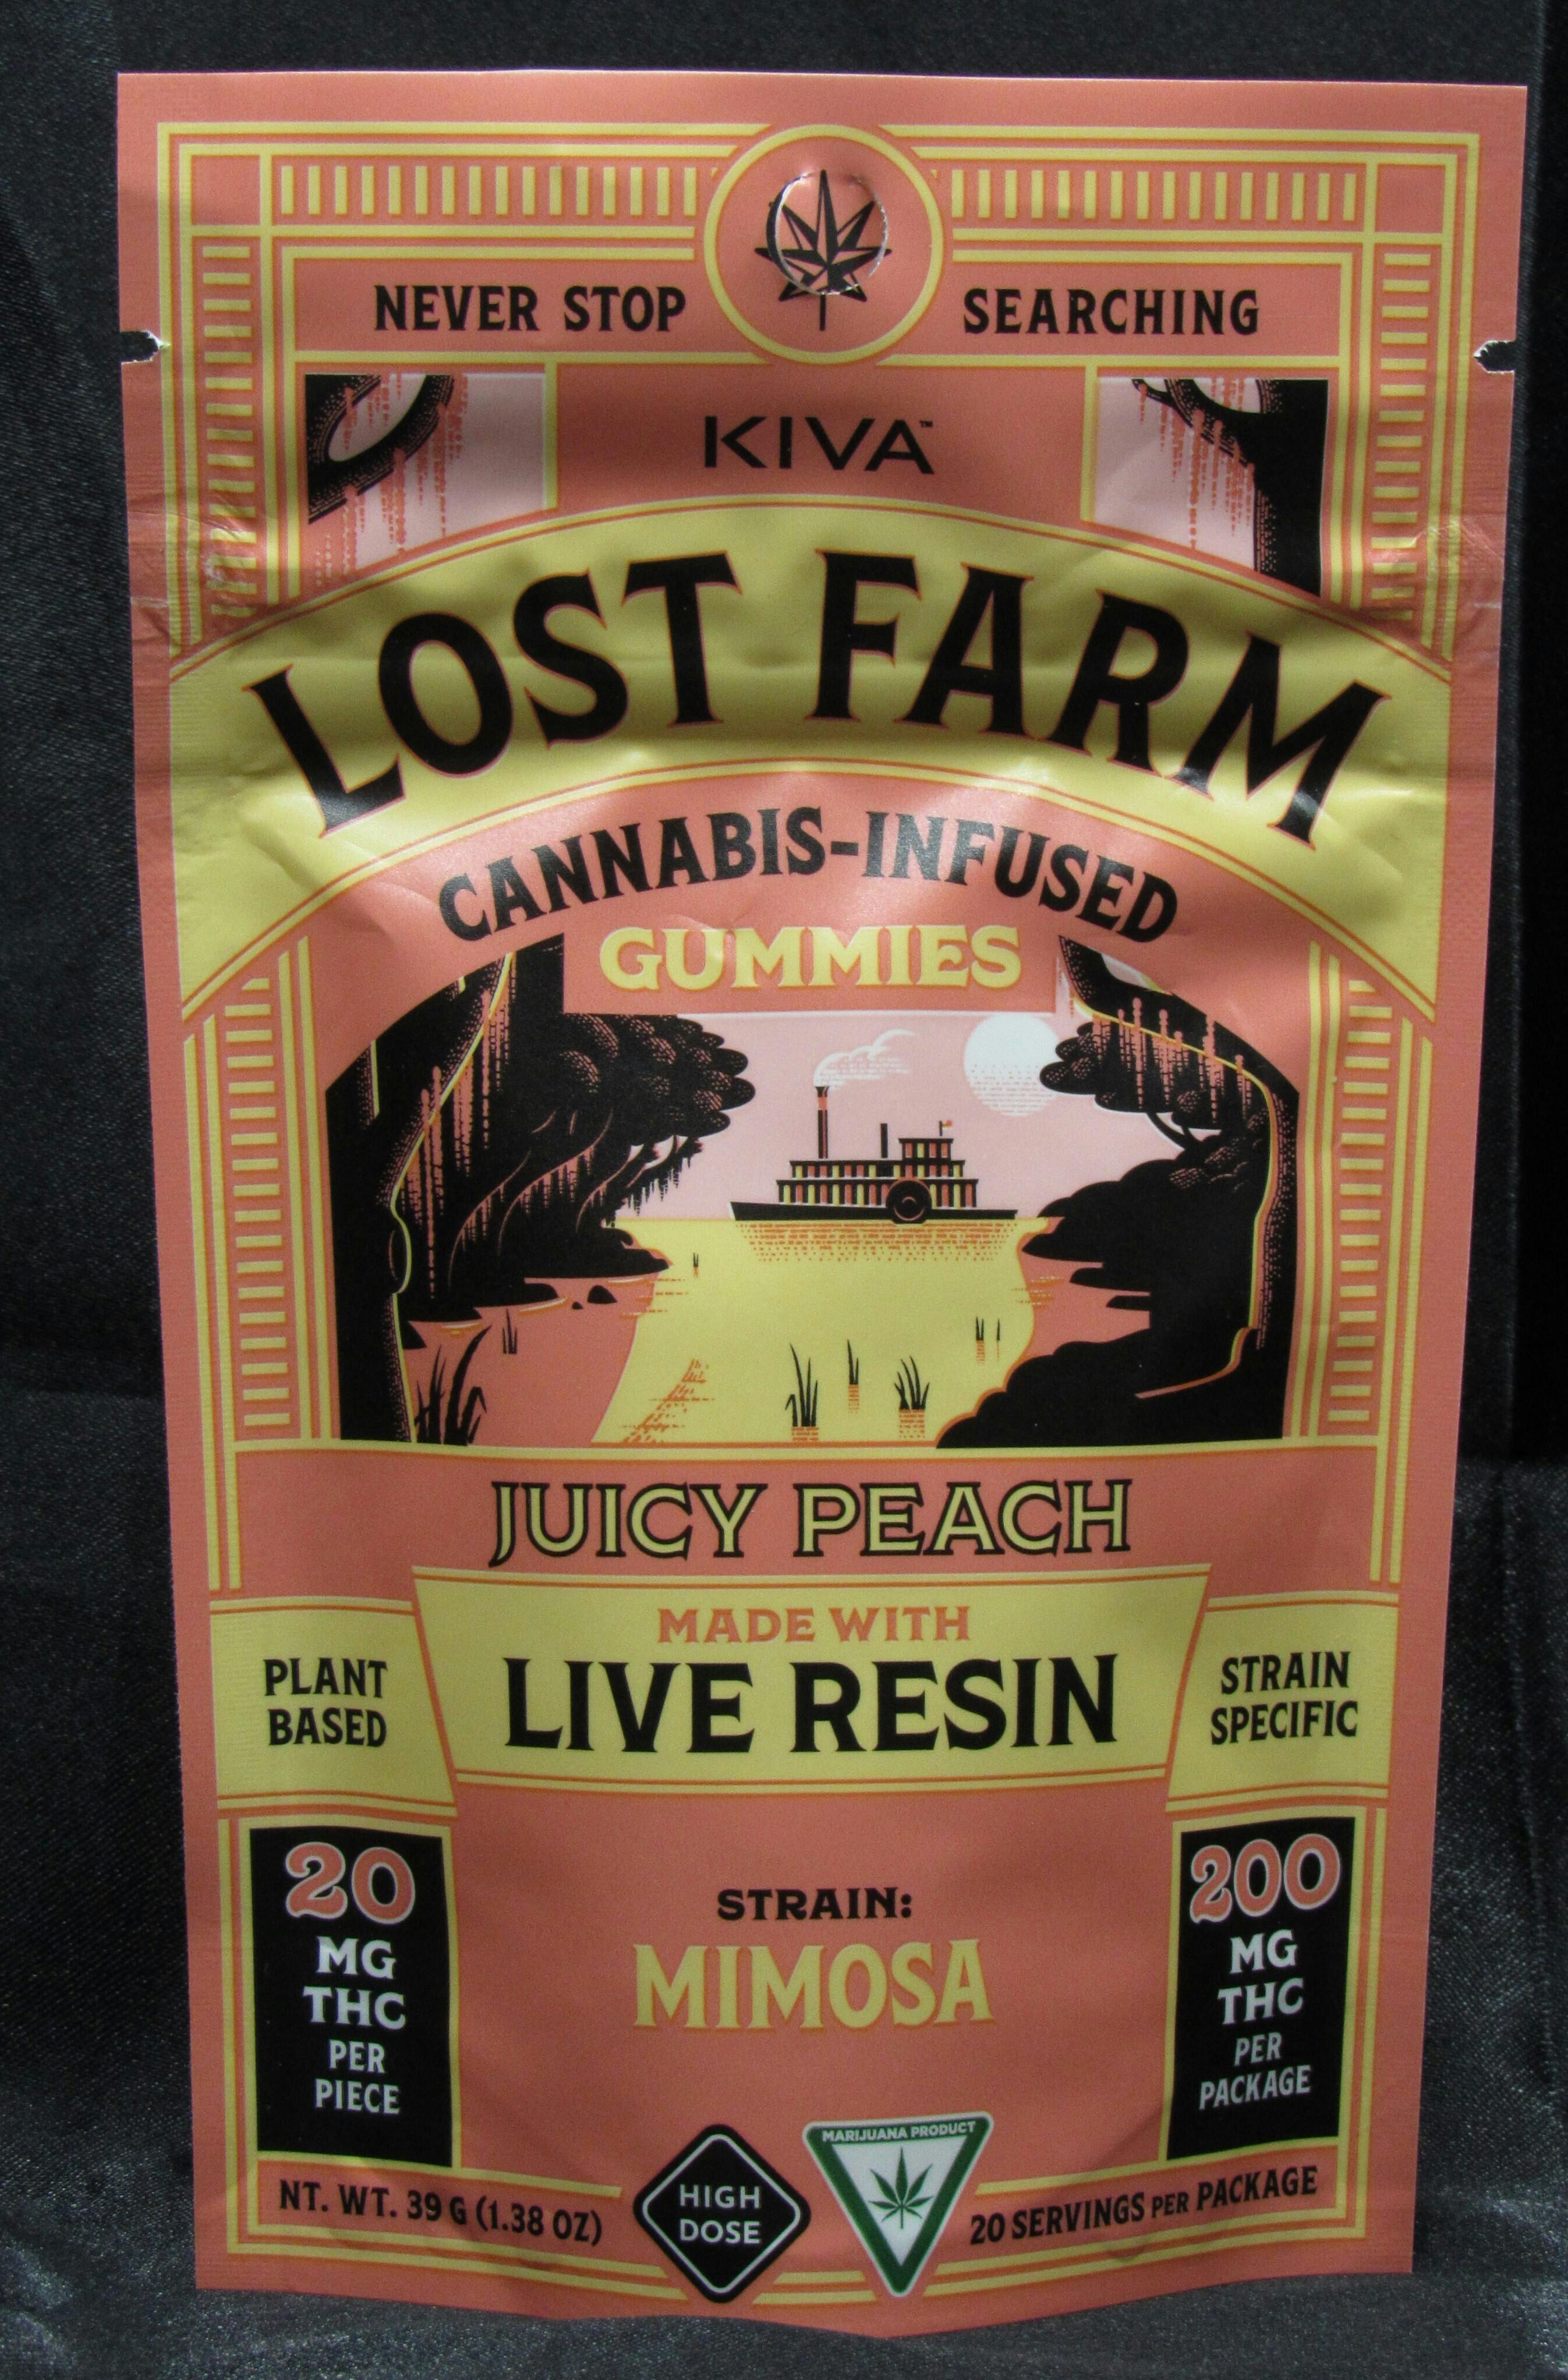 NEVER STOP SEARCHING
KIVA™
LOST FARM
CANNABIS-INFUSED
GUMMIES
JUICY PEACH
MADE WITH
LIVE RESIN
PLANT
BASED
STRAIN
SPECIFIC
20
MG
THC
PER
PIECE
STRAIN:
MIMOSA
200
MG
THC
PER
PACKAGE
NT. WT. 39 G (1.38 OZ)
HIGH
DOSE
MARIJUANA PRODUCT
20 SERVINGS PER PACKAGE